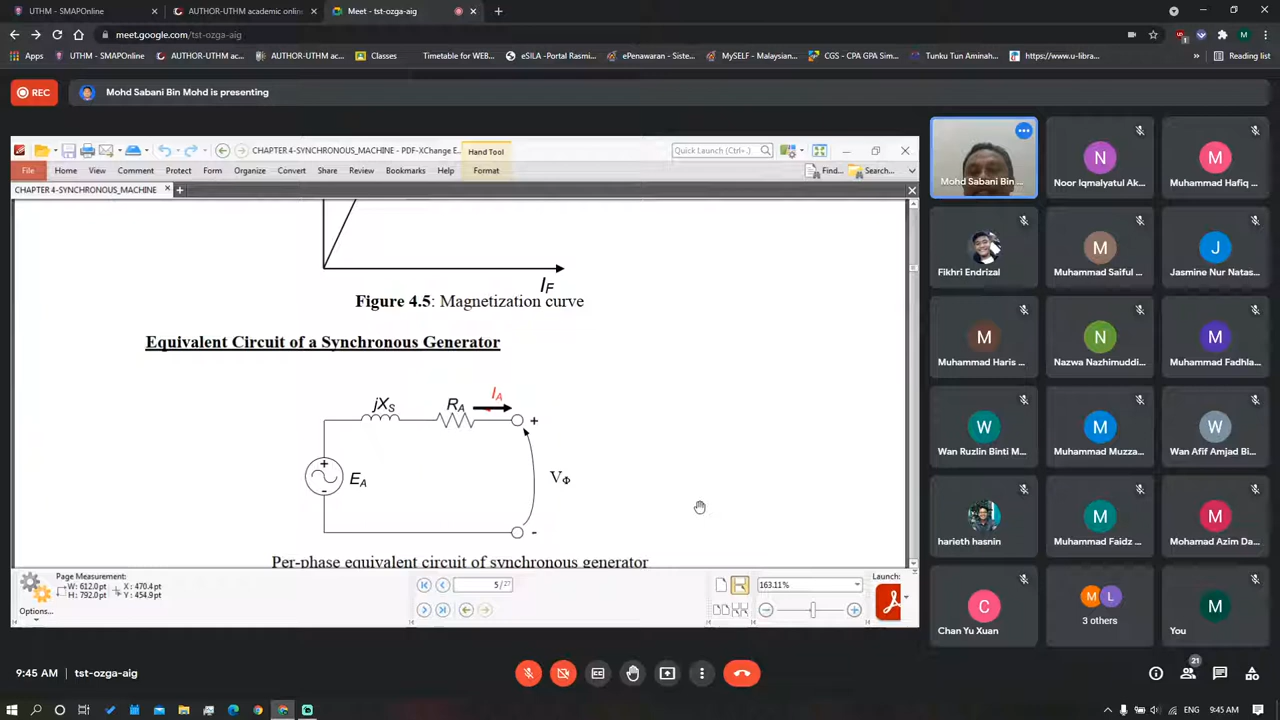 UTHM - SMAPOnline
AUTHOR-UTHM academic onlin
Meet - tst-ozga-aig
meet.google.com/tst-ozga-aig
Apps
UTHM - SMAPOnline
AUTHOR-UTHM ac...
AUTHOR-UTHM ac...
Classes
Timetable for WEB...
eSILA -Portal Rasmi...
ePenawaran - Siste...
MySELF - Malaysian...
CGS - CPA GPA Sim...
Tunku Tun Aminah...
https://www.u-libra...
»
Reading list
REC
Mohd Sabani Bin Mohd is presenting
CHAPTER 4-SYNCHRONOUS_MACHINE - PDF-XChange E...
Hand Tool
Quick Launch (Ctrl+.)
File
Home
View
Comment
Protect
Form
Organize
Convert
Share
Review
Bookmarks
Help
Format
Find...
Search...
CHAPTER 4-SYNCHRONOUS_MACHINE
IF
Figure 4.5: Magnetization curve
Equivalent Circuit of a Synchronous Generator
jXS
RA
IA
+
+
EA
-
VΦ
-
Per-phase equivalent circuit of synchronous generator
Options...
Page Measurement:
W: 612.0pt
H: 792.0pt
X: 470.4pt
Y: 454.9pt
5/27
163.11%
Launch:
Mohd Sabani Bin ...
N
Noor Iqmalyatul Ak...
M
Muhammad Hafiq ...
Fikhri Endrizal
M
Muhammad Saiful ...
J
Jasmine Nur Natas...
M
Muhammad Haris ...
N
Nazwa Nazhimuddi...
M
Muhammad Fadhla...
W
Wan Ruzlin Binti M...
M
Muhammad Muzza...
W
Wan Afif Amjad Bi...
harieth hasnin
M
Muhammad Faidz ...
M
Mohamad Azim Da...
C
Chan Yu Xuan
M L
3 others
M
You
9:45 AM
tst-ozga-aig
21
ENG
9:45 AM